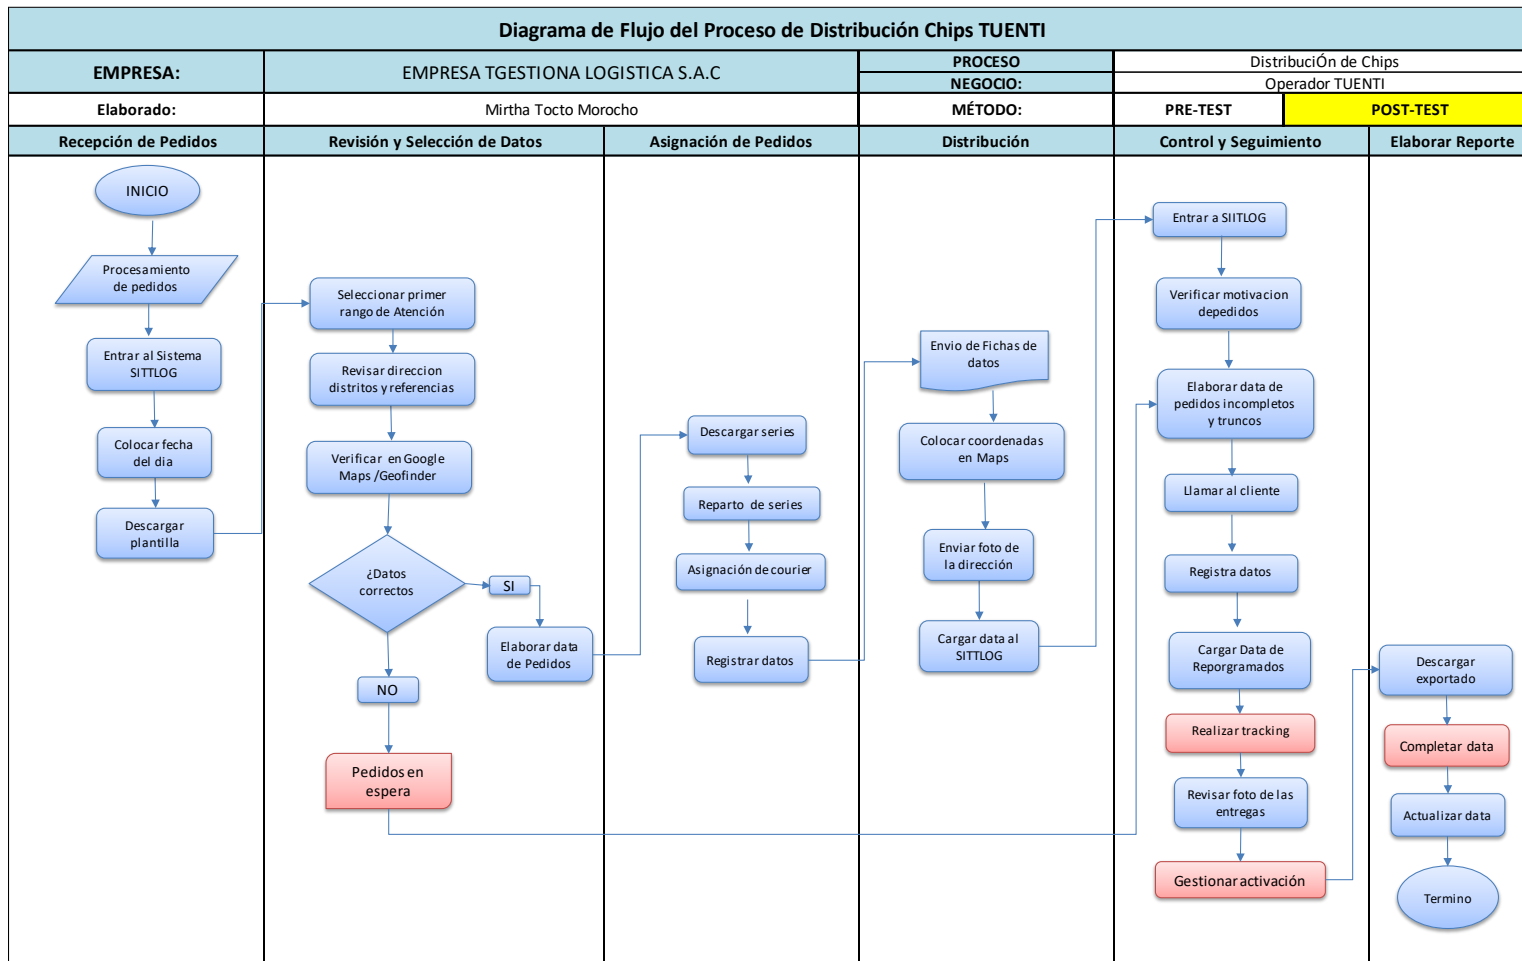 Diagrama de Flujo del Proceso de Distribución Chips TUENTI
EMPRESA:
EMPRESA TGESTIONA LOGISTICA S.A.C
PROCESO
DistribuciÓn de Chips
NEGOCIO:
Operador TUENTI
Elaborado:
Mirtha Tocto Morocho
MÉTODO:
PRE-TEST
POST-TEST
Recepción de Pedidos
Revisión y Selección de Datos
Asignación de Pedidos
Distribución
Control y Seguimiento
Elaborar Reporte
INICIO
Procesamiento
de pedidos
Entrar al Sistema
SITTLOG
Colocar fecha
del dia
Descargar
plantilla
Seleccionar primer
rango de Atención
Revisar direccion
distritos y referencias
Verificar en Google
Maps /Geofinder
¿Datos
correctos
SI
NO
Elaborar data
de Pedidos
Pedidos en
espera
Descargar series
Reparto de series
Asignación de courier
Registrar datos
Envio de Fichas de
datos
Colocar coordenadas
en Maps
Enviar foto de
la dirección
Cargar data al
SITTLOG
Entrar a SIITLOG
Verificar motivacion
depedidos
Elaborar data de
pedidos incompletos
y truncos
Llamar al cliente
Registra datos
Cargar Data de
Reporgramados
Realizar tracking
Revisar foto de las
entregas
Gestionar activación
Descargar
exportado
Completar data
Actualizar data
Termino